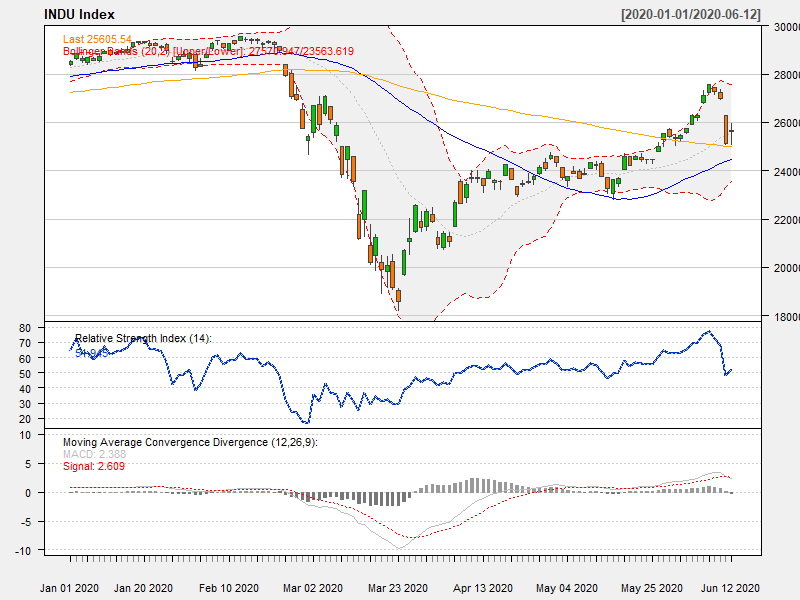 INDU Index [2020-01-01/2020-06-12]
Last 25605.54
Bollinger Bands (20,2) [Upper/Lower]: 27570.947/23563.619
30000
28000
26000
24000
22000
20000
18000
Relative Strength Index (14):
80
70
60
50
40
30
20
Moving Average Convergence Divergence (12,26,9):
MACD: 2.388
Signal: 2.609
10
5
0
-5
-10
Jan 01 2020 Jan 20 2020 Feb 10 2020 Mar 02 2020 Mar 23 2020 Apr 13 2020 May 04 2020 May 25 2020 Jun 12 2020